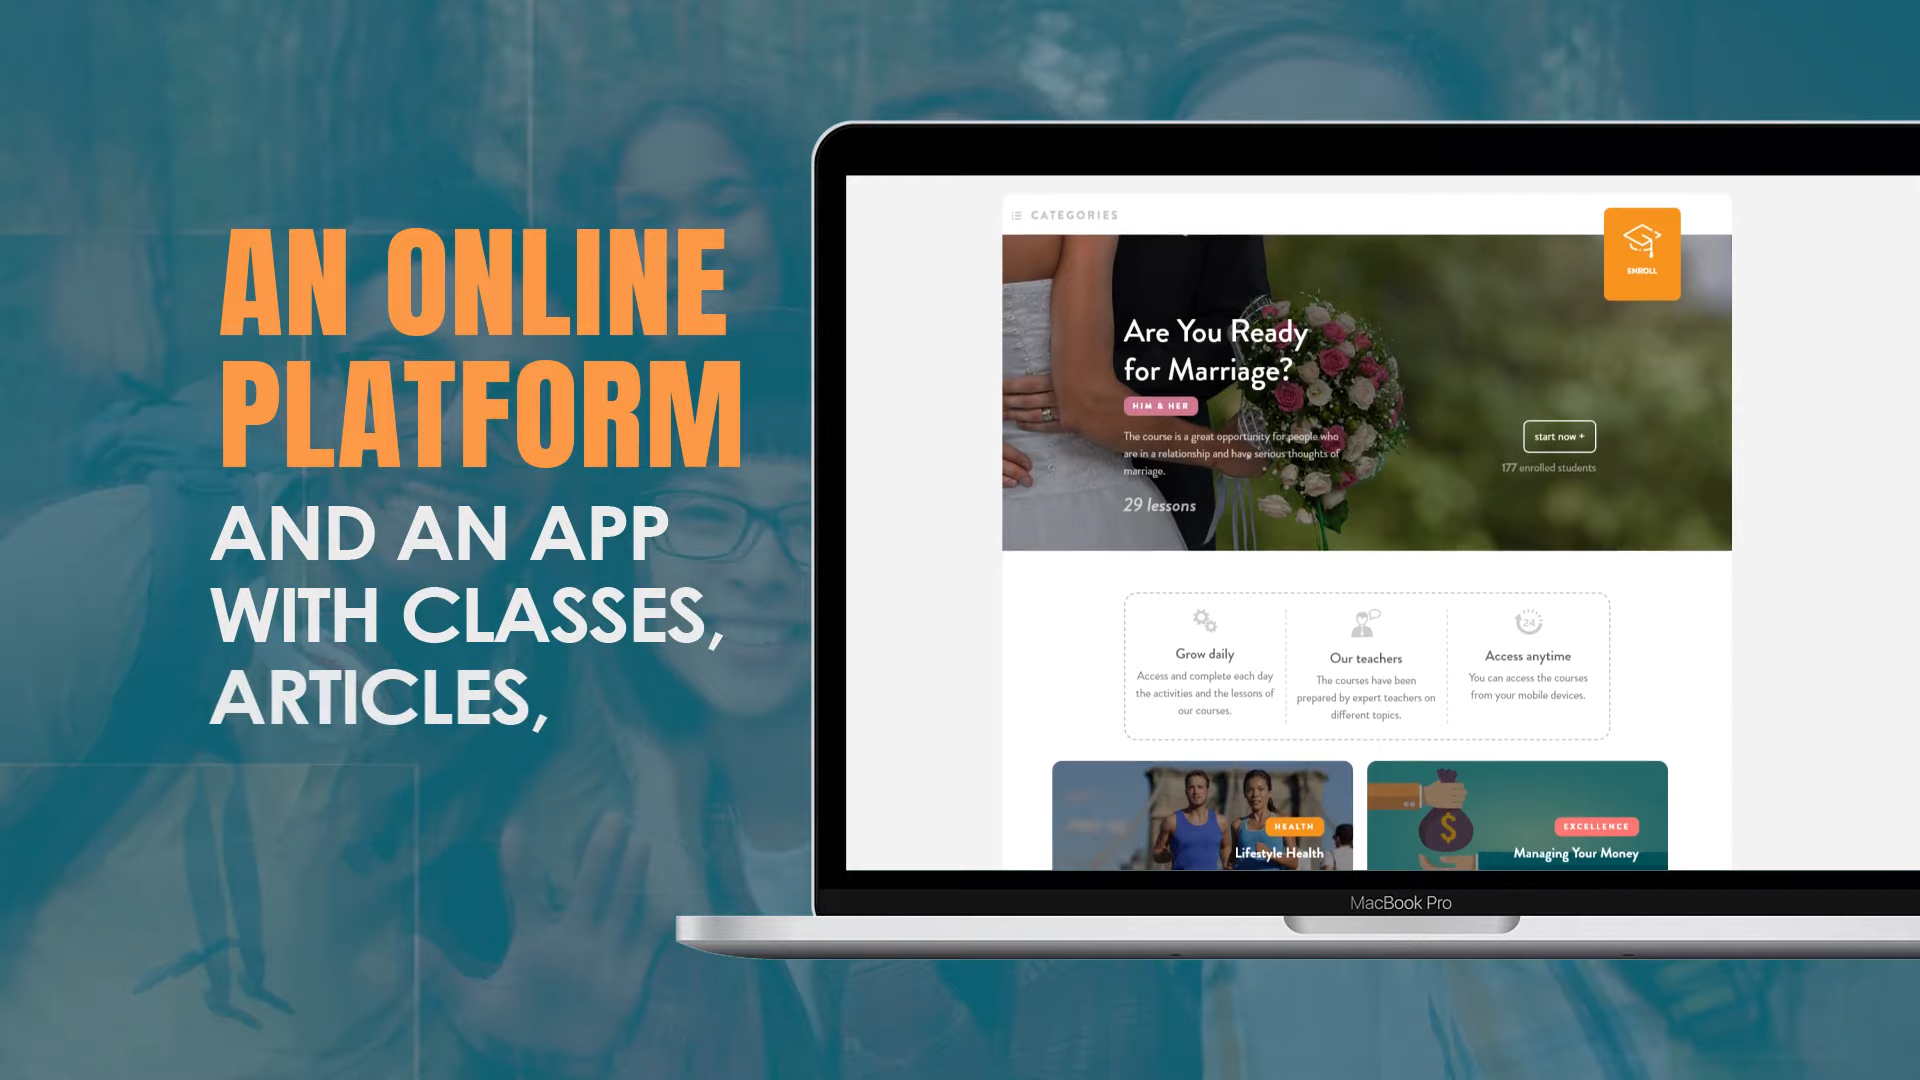 AN ONLINE
PLATFORM
AND AN APP
WITH CLASSES,
ARTICLES,
CATEGORIES
ENROLL
Are You Ready
for Marriage?
HIM & HER
The course is a great opportunity for people who
are in a relationship and have serious thoughts of
marriage.
29 lessons
start now +
177 enrolled students
Grow daily
Access and complete each day
the activities and the lessons of
our courses.
Our teachers
The courses have been
prepared by expert teachers on
different topics.
24
Access anytime
You can access the courses
from your mobile devices.
HEALTH
Lifestyle Health
$
EXCELLENCE
Managing Your Money
MacBook Pro